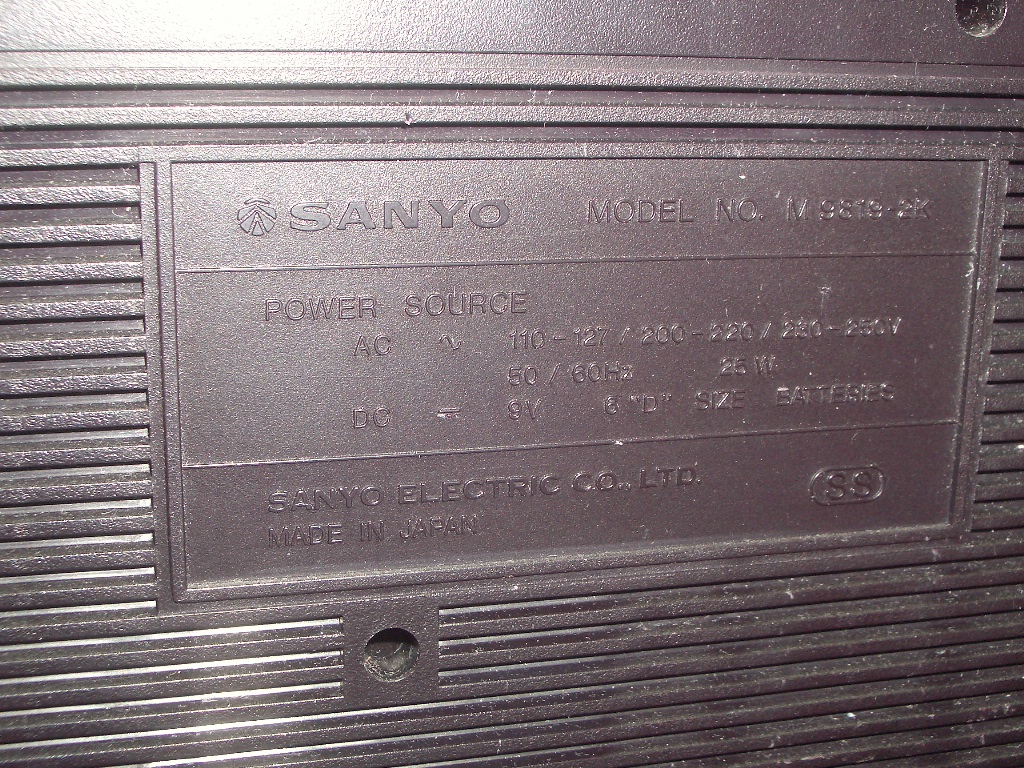 SANYO MODEL NO. M 9819-2K
POWER SOURCE
AC ∿ 110-127 / 200-220 / 230-250V
50 / 60Hz 25 W
DC ⎓ 9V 6 "D" SIZE BATTERIES
SANYO ELECTRIC CO., LTD.
SS
MADE IN JAPAN